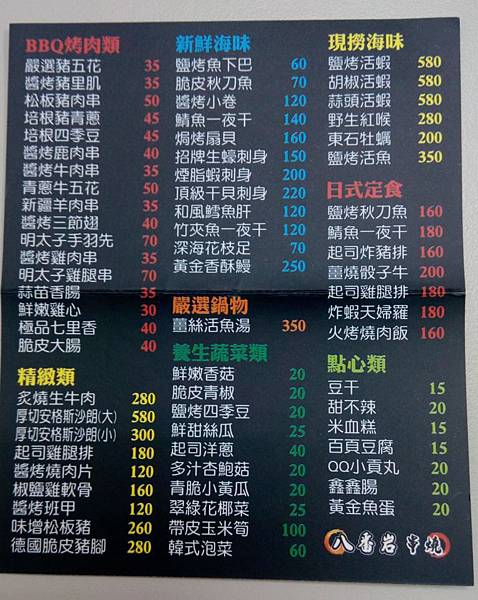 BBQ烤肉類
嚴選豬五花 35
醬烤豬里肌 35
松板豬肉串 50
培根豬青蔥 45
培根四季豆 45
醬烤鹿肉串 40
醬烤牛肉串 35
青蔥牛五花 50
新疆羊肉串 35
醬烤三節翅 40
明太子手羽先 70
醬烤雞肉串 35
明太子雞腿串 70
蒜苗香腸 35
鮮嫩雞心 30
極品七里香 40
脆皮大腸 40
精緻類
炙燒生牛肉 280
厚切安格斯沙朗(大) 580
厚切安格斯沙朗(小) 300
起司雞腿排 180
醬烤燒肉片 120
椒鹽雞軟骨 160
醬烤班甲 120
味增松板豬 260
德國脆皮豬腳 280
新鮮海味
鹽烤魚下巴 60
脆皮秋刀魚 70
醬烤小卷 120
鯖魚一夜干 140
焗烤扇貝 160
招牌生蠔刺身 150
煙脂蝦刺身 200
頂級干貝刺身 220
和風鱈魚肝 120
竹夾魚一夜干 120
深海花枝足 70
黃金香酥鰻 250
嚴選鍋物
薑絲活魚湯 350
養生蔬菜類
鮮嫩香菇 20
脆皮青椒 20
鹽烤四季豆 20
鮮甜絲瓜 25
起司洋蔥 40
多汁杏鮑菇 20
青脆小黃瓜 20
翠綠花椰菜 25
帶皮玉米筍 100
韓式泡菜 60
現撈海味
鹽烤活蝦 580
胡椒活蝦 580
蒜頭活蝦 580
野生紅喉 280
東石牡蠣 200
鹽烤活魚 350
日式定食
鹽烤秋刀魚 160
鯖魚一夜干 180
起司炸豬排 160
薑燒骰子牛 200
起司雞腿排 180
炸蝦天婦羅 180
火烤燒肉飯 160
點心類
豆干 15
甜不辣 20
米血糕 15
百頁豆腐 15
QQ小貢丸 20
鑫鑫腸 20
黃金魚蛋 20
八番岩串燒